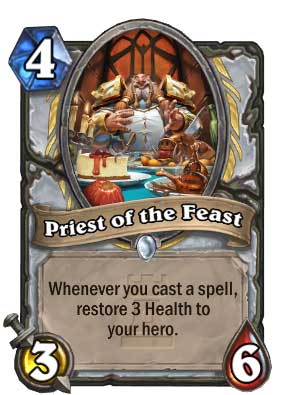 4
Priest of the Feast
Whenever you cast a spell,
restore 3 Health to
your hero.
3
6